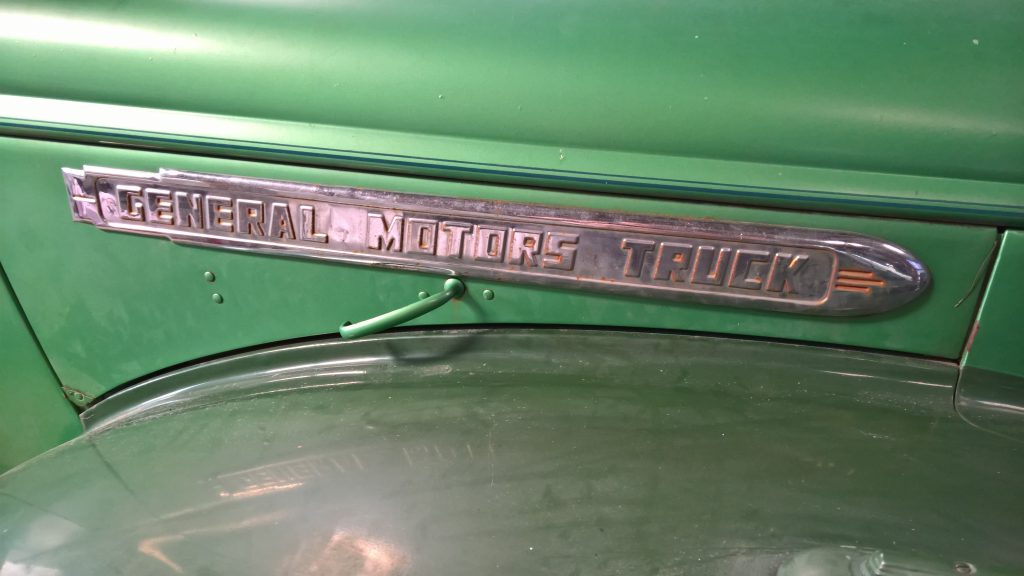 GENERAL MOTORS TRUCK